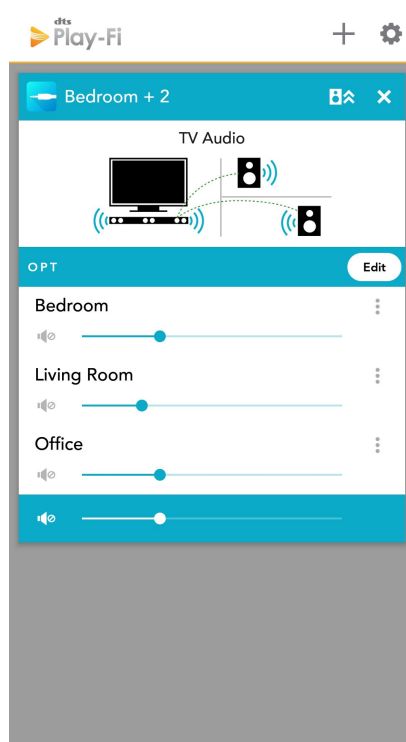 dts
Play-Fi
Bedroom + 2
TV Audio
OPT Edit
Bedroom
Living Room
Office